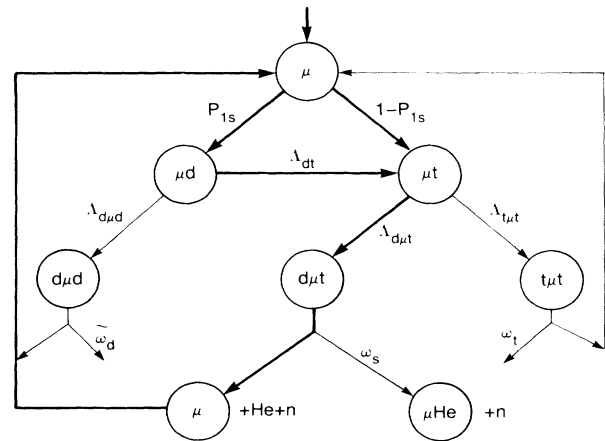 μ
P₁ₛ 1−P₁ₛ
μd Λdt μt
Λdμd Λdμt Λtμt
dμd dμt tμt
ω̃d ωs ωt
μ +He+n μHe +n